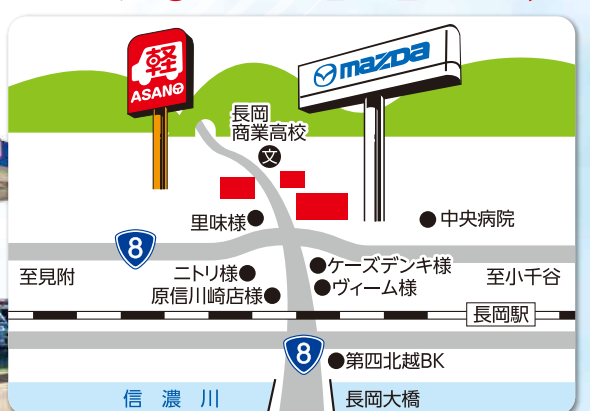 軽
ASANO
mazda
長岡
商業高校
文
里味様
中央病院
8
至見附
ニトリ様
ケーズデンキ様
至小千谷
原信川崎店様
ヴィーム様
長岡駅
8
第四北越BK
信濃川
長岡大橋